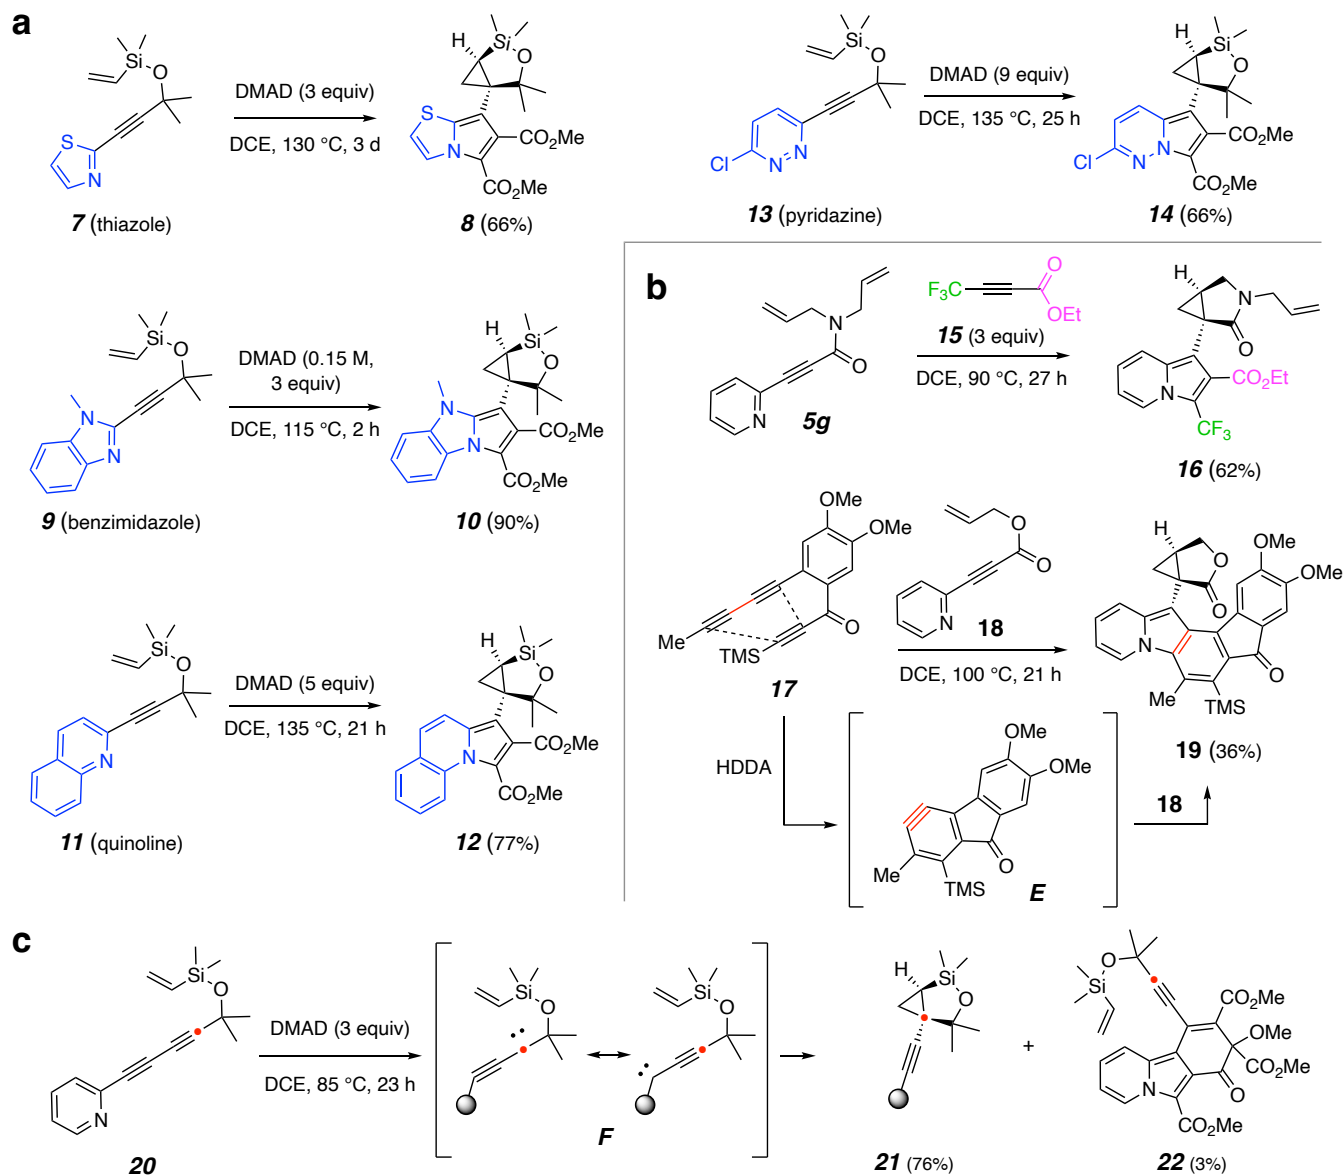 a
Si
O
S
N
7 (thiazole)
DMAD (3 equiv)
DCE, 130 °C, 3 d
H
Si
O
S
N
CO₂Me
CO₂Me
8 (66%)
Si
O
Cl
N
N
13 (pyridazine)
DMAD (9 equiv)
DCE, 135 °C, 25 h
H
Si
O
Cl
N
N
CO₂Me
CO₂Me
14 (66%)
Si
O
N
N
9 (benzimidazole)
DMAD (0.15 M,
3 equiv)
DCE, 115 °C, 2 h
H
Si
O
N
N
CO₂Me
CO₂Me
10 (90%)
Si
O
N
11 (quinoline)
DMAD (5 equiv)
DCE, 135 °C, 21 h
H
Si
O
N
CO₂Me
CO₂Me
12 (77%)
b
N
O
N
5g
F₃C
O
OEt
15 (3 equiv)
DCE, 90 °C, 27 h
H
N
O
N
CO₂Et
CF₃
16 (62%)
OMe
OMe
O
Me
TMS
17
O
O
N
18
DCE, 100 °C, 21 h
H
O
O
OMe
OMe
N
O
Me
TMS
19 (36%)
HDDA
OMe
OMe
O
Me
TMS
E
18
c
Si
O
N
20
DMAD (3 equiv)
DCE, 85 °C, 23 h
Si
O
Si
O
F
H
Si
O
21 (76%)
+
O
Si
CO₂Me
OMe
CO₂Me
O
N
CO₂Me
22 (3%)